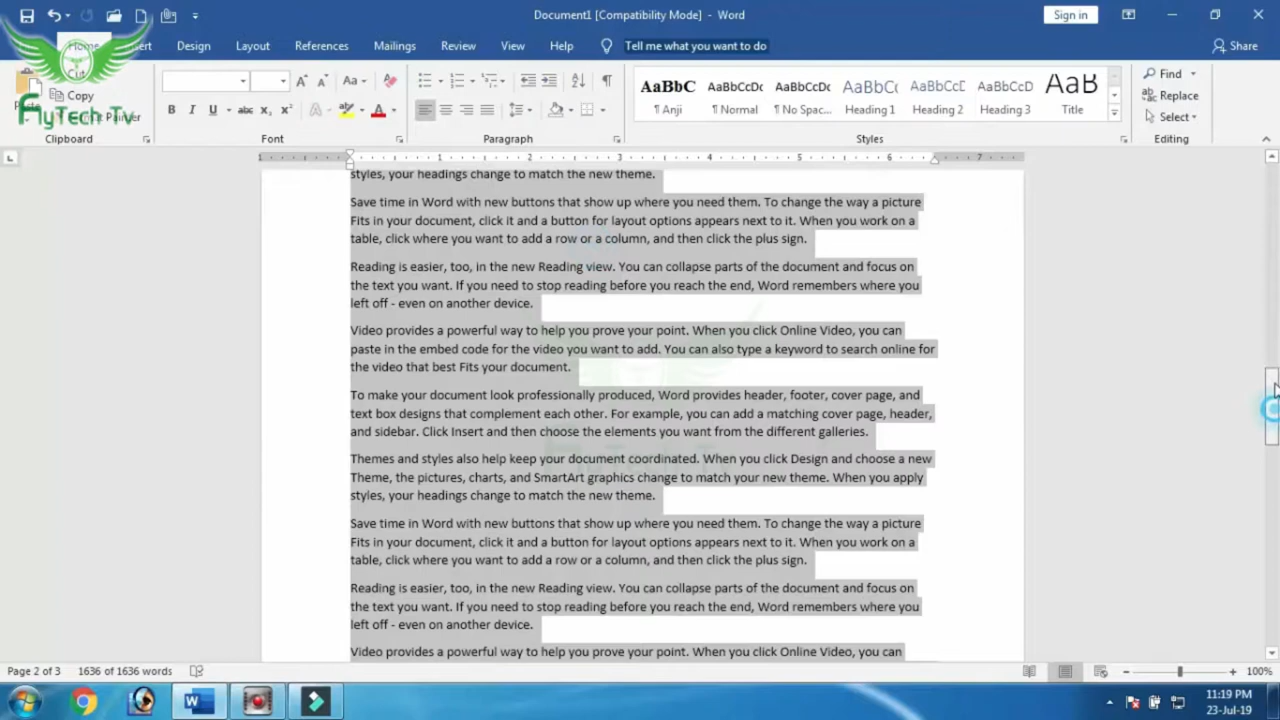 Document1 [Compatibility Mode] - Word
Sign in
Home
Insert
Design
Layout
References
Mailings
Review
View
Help
Tell me what you want to do
Share
Cut
Copy
Painter
FlyTech Tv
Clipboard
Font
Paragraph
AaBbC AaBbCcDc AaBbCcDc AaBbC AaBbCcC AaBbCcD AaB
¶ Anji ¶ Normal ¶ No Spac... Heading 1 Heading 2 Heading 3 Title
Styles
Find
Replace
Select
Editing
1 1 2 3 4 5 6 7
styles, your headings change to match the new theme.
Save time in Word with new buttons that show up where you need them. To change the way a picture
Fits in your document, click it and a button for layout options appears next to it. When you work on a
table, click where you want to add a row or a column, and then click the plus sign.
Reading is easier, too, in the new Reading view. You can collapse parts of the document and focus on
the text you want. If you need to stop reading before you reach the end, Word remembers where you
left off - even on another device.
Video provides a powerful way to help you prove your point. When you click Online Video, you can
paste in the embed code for the video you want to add. You can also type a keyword to search online for
the video that best Fits your document.
To make your document look professionally produced, Word provides header, footer, cover page, and
text box designs that complement each other. For example, you can add a matching cover page, header,
and sidebar. Click Insert and then choose the elements you want from the different galleries.
Themes and styles also help keep your document coordinated. When you click Design and choose a new
Theme, the pictures, charts, and SmartArt graphics change to match your new theme. When you apply
styles, your headings change to match the new theme.
Save time in Word with new buttons that show up where you need them. To change the way a picture
Fits in your document, click it and a button for layout options appears next to it. When you work on a
table, click where you want to add a row or a column, and then click the plus sign.
Reading is easier, too, in the new Reading view. You can collapse parts of the document and focus on
the text you want. If you need to stop reading before you reach the end, Word remembers where you
left off - even on another device.
Video provides a powerful way to help you prove your point. When you click Online Video, you can
Page 2 of 3
1636 of 1636 words
100%
11:19 PM
23-Jul-19